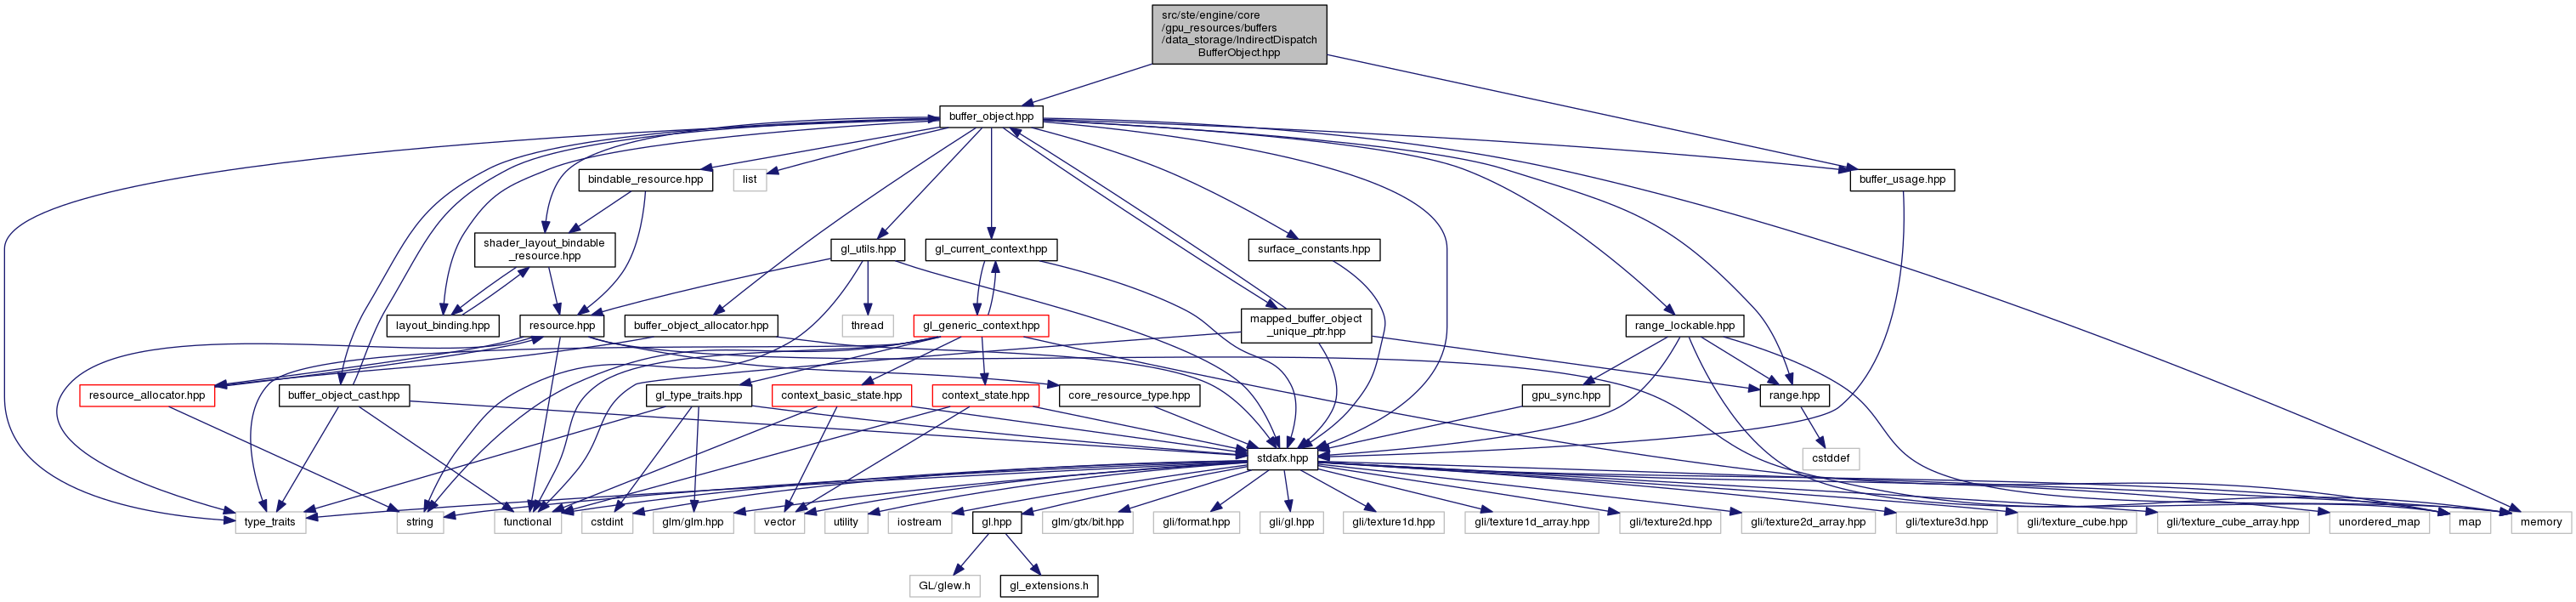 src/ste/engine/core
/gpu_resources/buffers
/data_storage/IndirectDispatch
BufferObject.hpp
buffer_object.hpp
bindable_resource.hpp
list
buffer_usage.hpp
shader_layout_bindable
_resource.hpp
gl_utils.hpp
gl_current_context.hpp
surface_constants.hpp
layout_binding.hpp
resource.hpp
buffer_object_allocator.hpp
thread
gl_generic_context.hpp
mapped_buffer_object
_unique_ptr.hpp
range_lockable.hpp
resource_allocator.hpp
buffer_object_cast.hpp
gl_type_traits.hpp
context_basic_state.hpp
context_state.hpp
core_resource_type.hpp
gpu_sync.hpp
range.hpp
stdafx.hpp
cstddef
type_traits
string
functional
cstdint
glm/glm.hpp
vector
utility
iostream
gl.hpp
glm/gtx/bit.hpp
gli/format.hpp
gli/gl.hpp
gli/texture1d.hpp
gli/texture1d_array.hpp
gli/texture2d.hpp
gli/texture2d_array.hpp
gli/texture3d.hpp
gli/texture_cube.hpp
gli/texture_cube_array.hpp
unordered_map
map
memory
GL/glew.h
gl_extensions.h